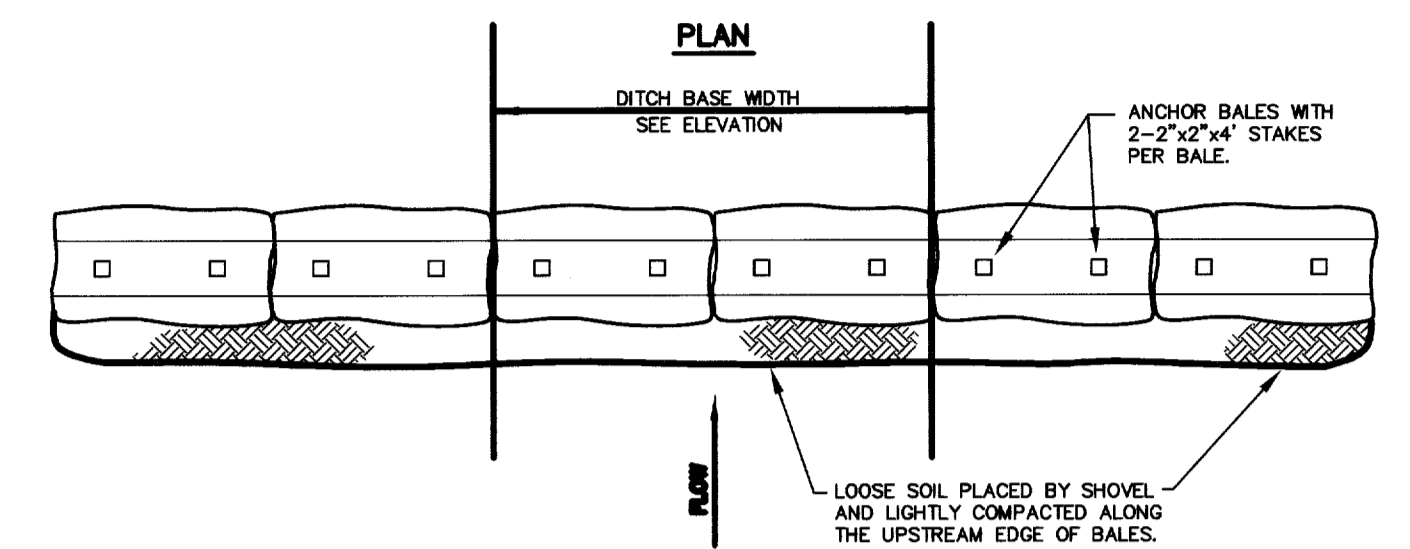 PLAN
DITCH BASE WIDTH
SEE ELEVATION
ANCHOR BALES WITH
2-2"x2"x4' STAKES
PER BALE.
FLOW
LOOSE SOIL PLACED BY SHOVEL
AND LIGHTLY COMPACTED ALONG
THE UPSTREAM EDGE OF BALES.